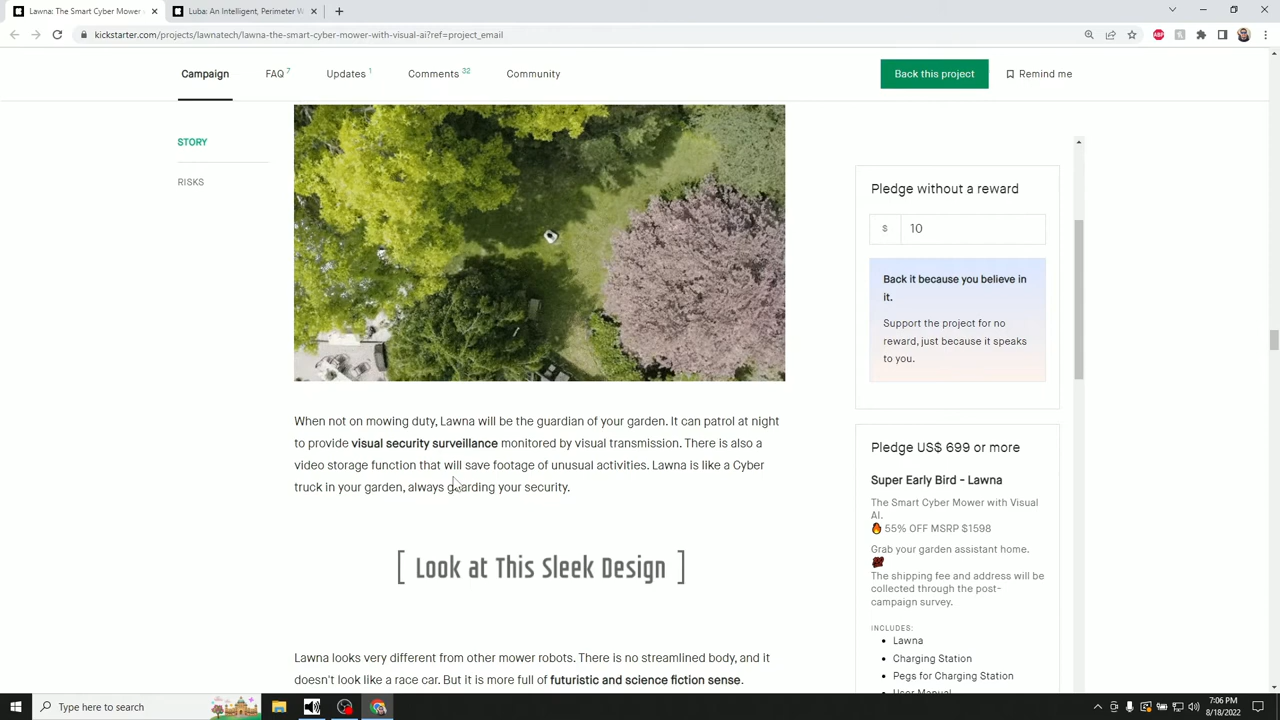 Lawna: The Smart Cyber Mower
Luba: An Intelligent, Perimeter W
kickstarter.com/projects/lawnatech/lawna-the-smart-cyber-mower-with-visual-ai?ref=project_email
Campaign
FAQ 7
Updates 1
Comments 32
Community
Back this project
Remind me
STORY
RISKS
When not on mowing duty, Lawna will be the guardian of your garden. It can patrol at night
to provide visual security surveillance monitored by visual transmission. There is also a
video storage function that will save footage of unusual activities. Lawna is like a Cyber
truck in your garden, always garding your security.
[ Look at This Sleek Design ]
Lawna looks very different from other mower robots. There is no streamlined body, and it
doesn't look like a race car. But it is more full of futuristic and science fiction sense.
Pledge without a reward
$ 10
Back it because you believe in
it.
Support the project for no
reward, just because it speaks
to you.
Pledge US$ 699 or more
Super Early Bird - Lawna
The Smart Cyber Mower with Visual
AI.
🔥 55% OFF MSRP $1598
Grab your garden assistant home.
The shipping fee and address will be
collected through the post-
campaign survey.
INCLUDES:
Lawna
Charging Station
Pegs for Charging Station
User Manual
Type here to search
7:06 PM
8/18/2022